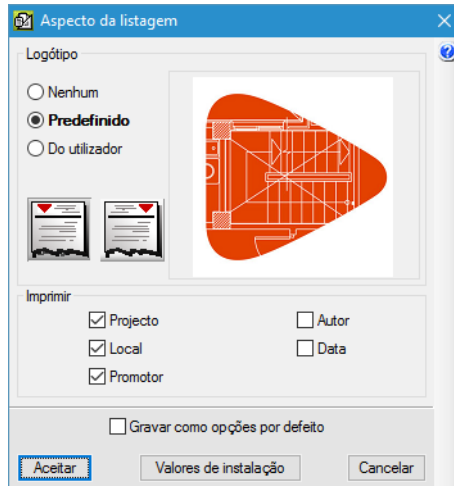 Aspecto da listagem
Logótipo
Nenhum
Predefinido
Do utilizador
Imprimir
Projecto
Autor
Local
Data
Promotor
Gravar como opções por defeito
Aceitar
Valores de instalação
Cancelar